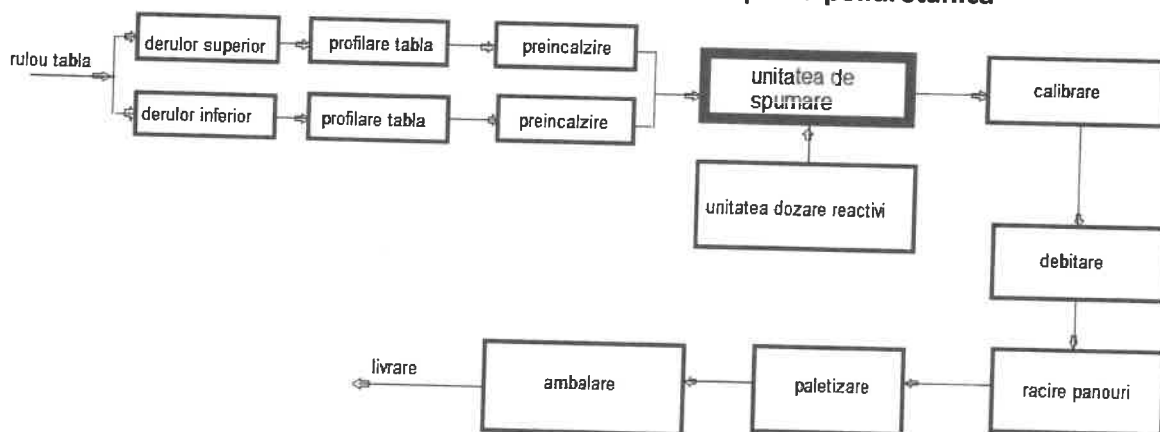 rulou tabla
derulor superior
profilare tabla
preincalzire
derulor inferior
profilare tabla
preincalzire
unitatea de
spumare
calibrare
unitatea dozare reactivi
debitare
racire panouri
paletizare
ambalare
livrare